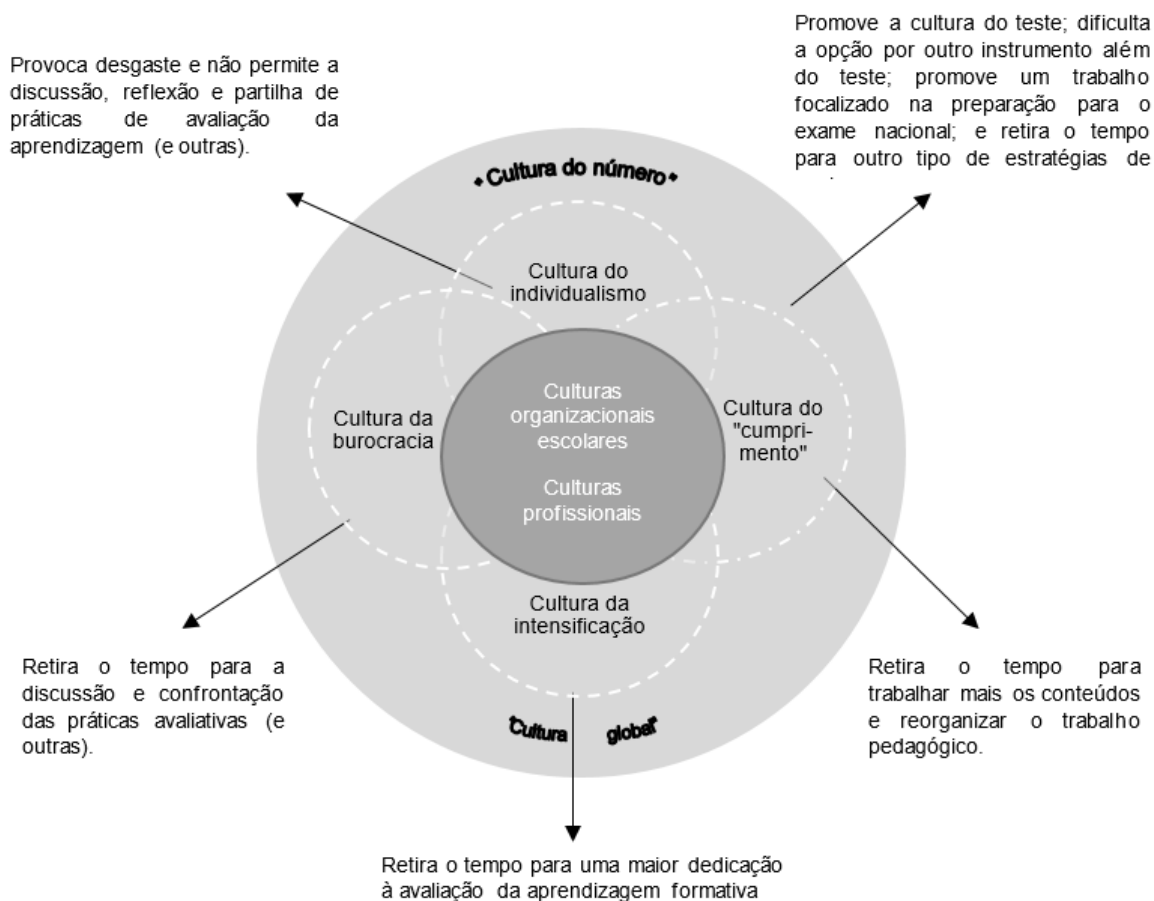 Promove a cultura do teste; dificulta
a opção por outro instrumento além
do teste; promove um trabalho
focalizado na preparação para o
exame nacional; e retira o tempo
para outro tipo de estratégias de
Provoca desgaste e não permite a
discussão, reflexão e partilha de
práticas de avaliação da
aprendizagem (e outras).
" Cultura do número"
Cultura do
individualismo
Cultura da
burocracia
Culturas
organizacionais
escolares
Culturas
profissionais
Cultura do
"cumpri-
mento"
Cultura da
intensificação
"Cultura global"
Retira o tempo para a
discussão e confrontação
das práticas avaliativas (e
outras).
Retira o tempo para
trabalhar mais os conteúdos
e reorganizar o trabalho
pedagógico.
Retira o tempo para uma maior dedicação
à avaliação da aprendizagem formativa